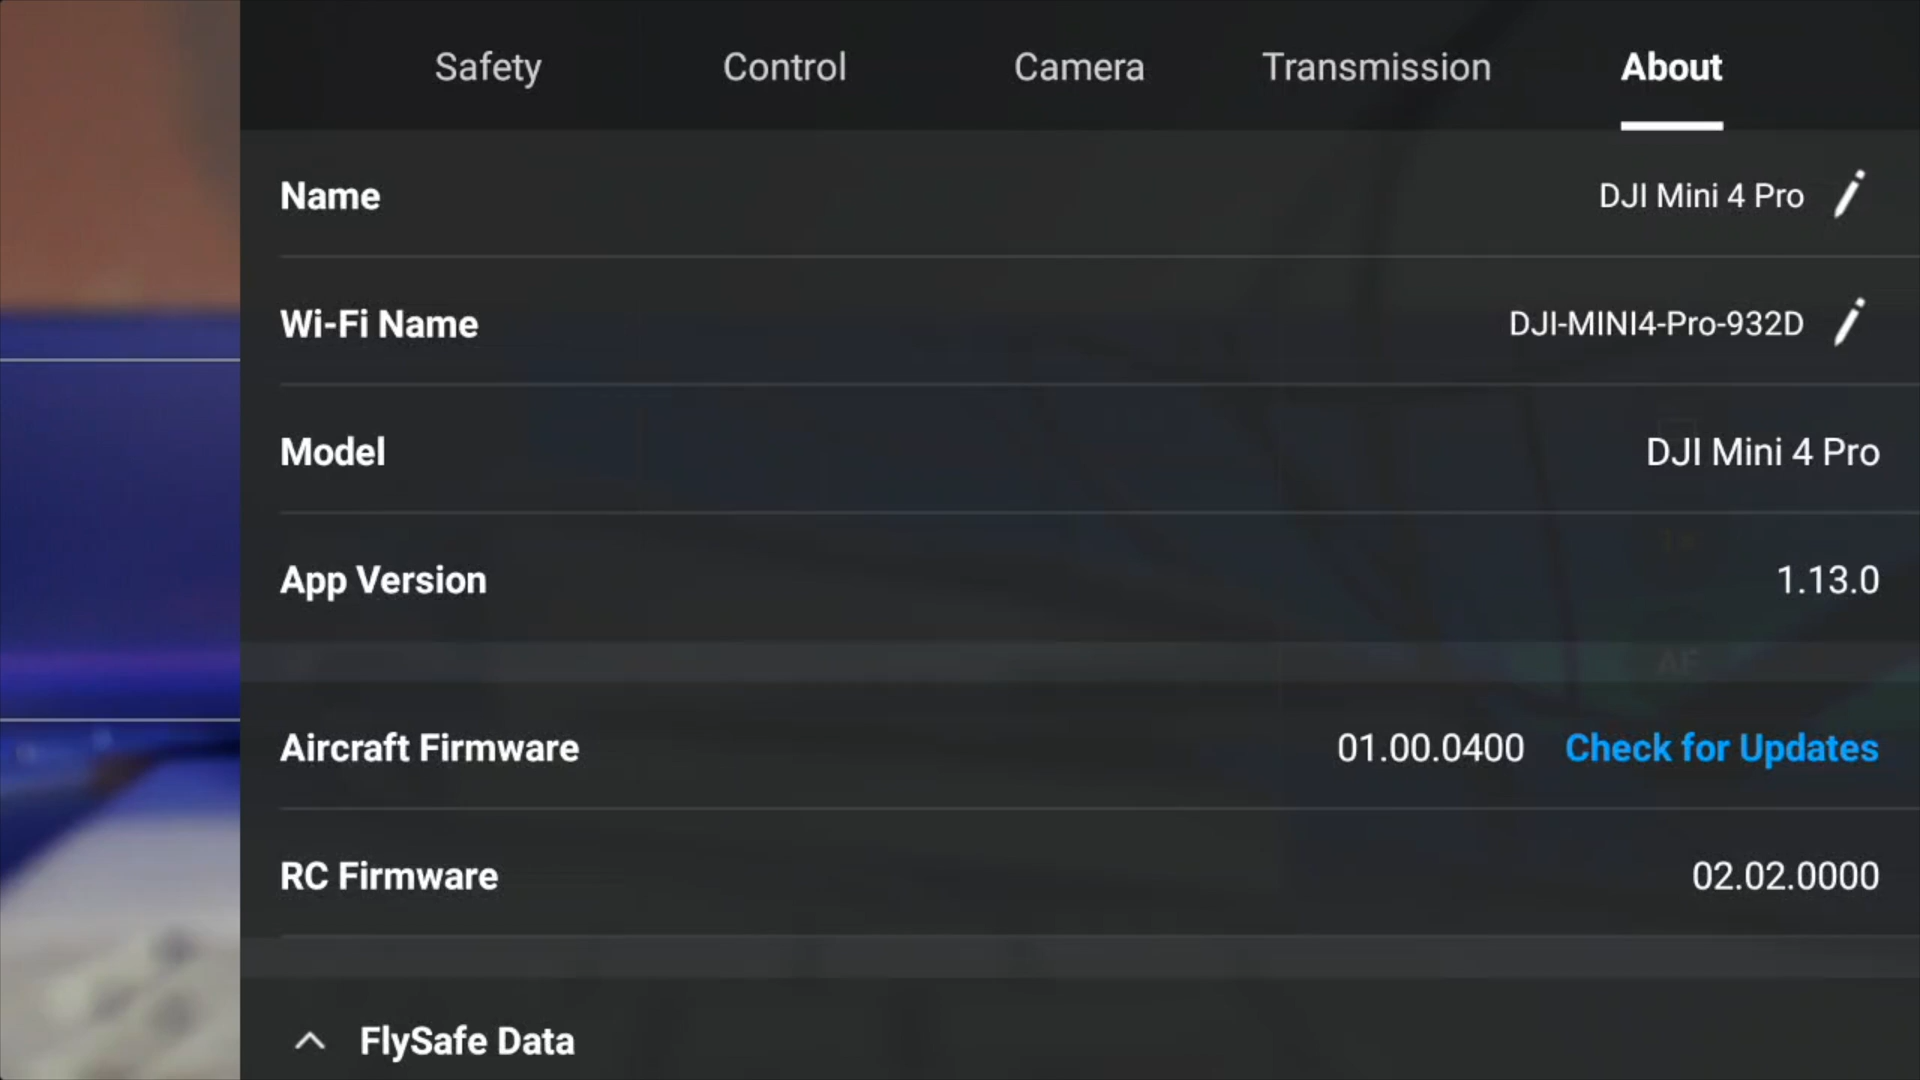 Safety Control Camera Transmission About
Name DJI Mini 4 Pro
Wi-Fi Name DJI-MINI4-Pro-932D
Model DJI Mini 4 Pro
App Version 1.13.0
AF
Aircraft Firmware 01.00.0400 Check for Updates
RC Firmware 02.02.0000
FlySafe Data